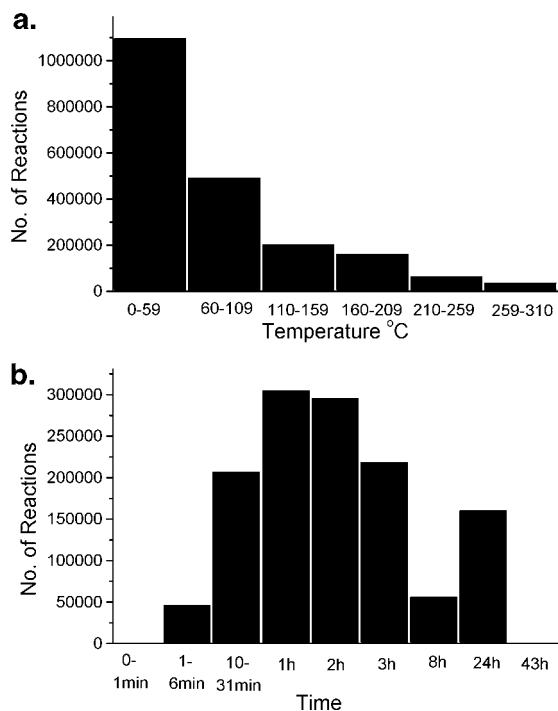 a.
No. of Reactions
1000000
800000
600000
400000
200000
0
0-59 60-109 110-159 160-209 210-259 259-310
Temperature °C
b.
No. of Reactions
300000
250000
200000
150000
100000
50000
0
0- 1- 10- 1h 2h 3h 8h 24h 43h
1min 6min 31min
Time